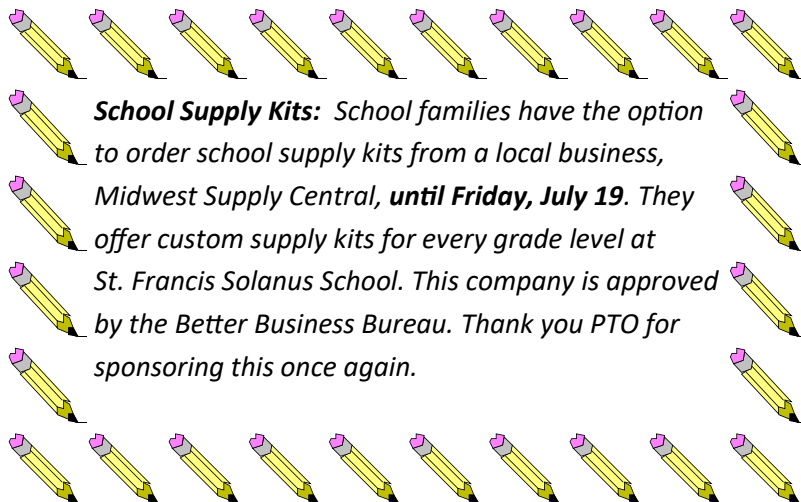 School Supply Kits:  School families have the option
to order school supply kits from a local business,
Midwest Supply Central, until Friday, July 19. They
offer custom supply kits for every grade level at
St. Francis Solanus School. This company is approved
by the Better Business Bureau. Thank you PTO for
sponsoring this once again.